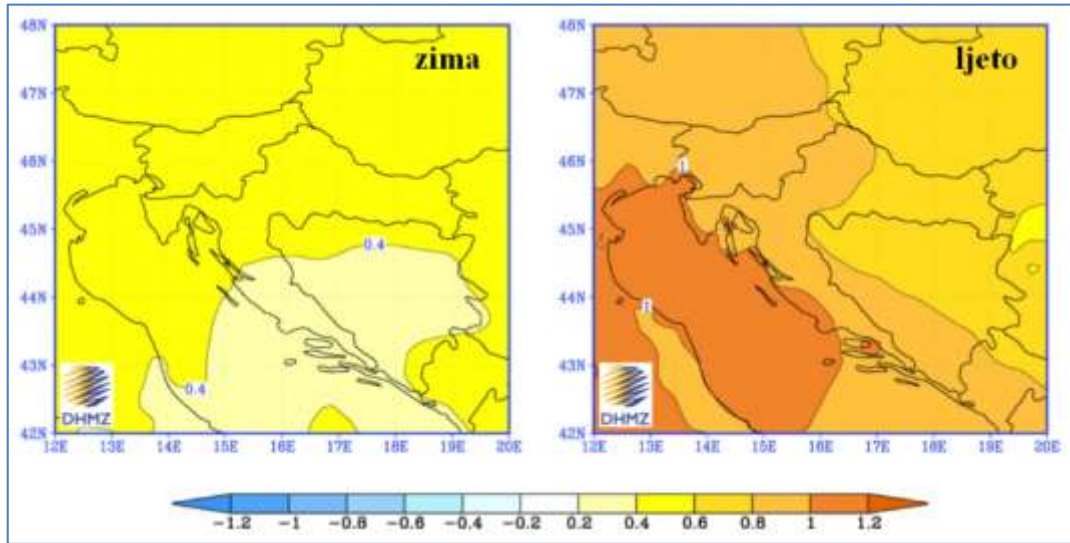 zima
48N
47N
46N
45N
44N
43N
42N
0.4
0.4
DHMZ
12E 13E 14E 15E 16E 17E 18E 19E 20E
ljeto
48N
47N
46N
45N
44N
43N
42N
1
1
DHMZ
12E 13E 14E 15E 16E 17E 18E 19E 20E
-1.2 -1 -0.8 -0.6 -0.4 -0.2 0.2 0.4 0.6 0.8 1 1.2